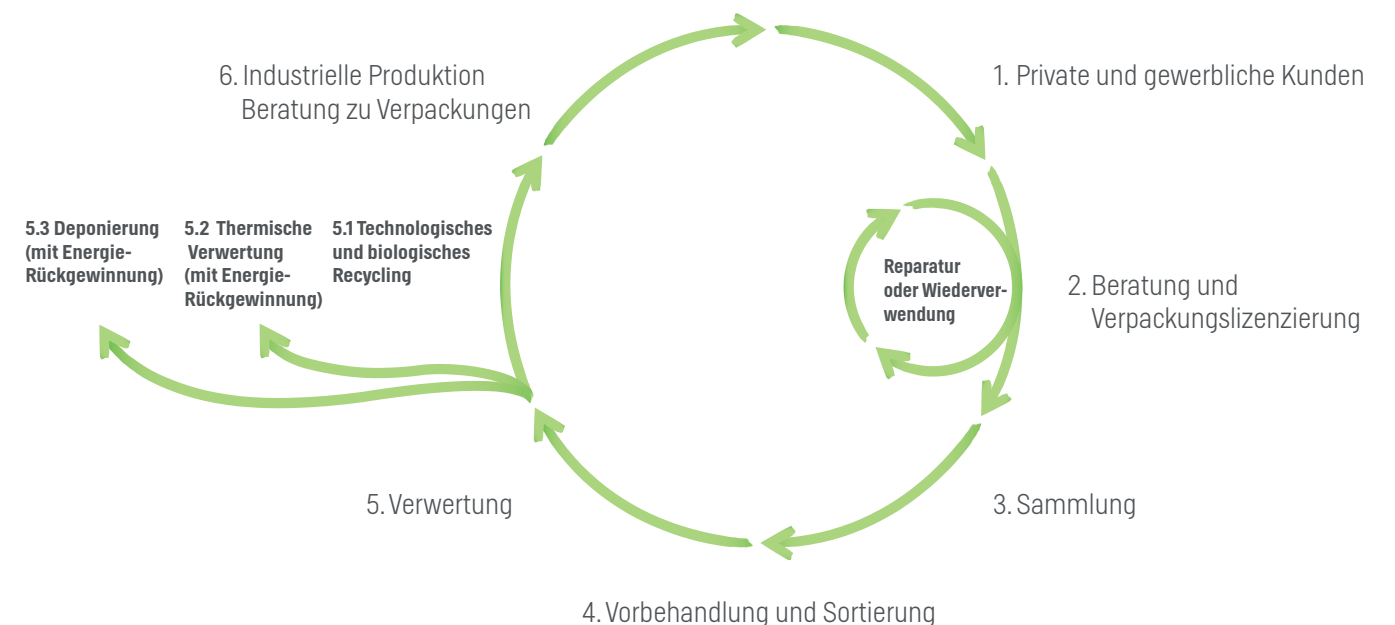 6. Industrielle Produktion
Beratung zu Verpackungen
1. Private und gewerbliche Kunden
5.3 Deponierung
(mit Energie-
Rückgewinnung)
5.2 Thermische
Verwertung
(mit Energie-
Rückgewinnung)
5.1 Technologisches
und biologisches
Recycling
Reparatur
oder Wiederver-
wendung
2. Beratung und
Verpackungslizenzierung
5. Verwertung
3. Sammlung
4. Vorbehandlung und Sortierung